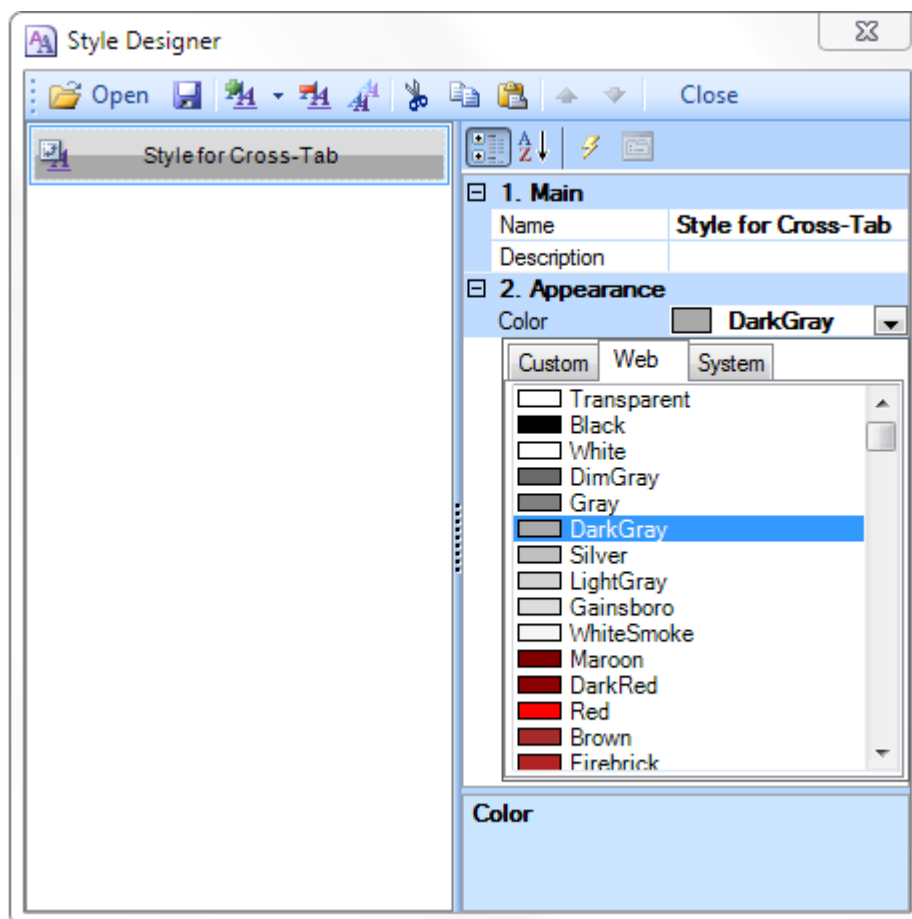 Style Designer
Open Close
Style for Cross-Tab
1. Main
Name Style for Cross-Tab
Description
2. Appearance
Color DarkGray
Custom Web System
Transparent
Black
White
DimGray
Gray
DarkGray
Silver
LightGray
Gainsboro
WhiteSmoke
Maroon
DarkRed
Red
Brown
Firebrick
Color